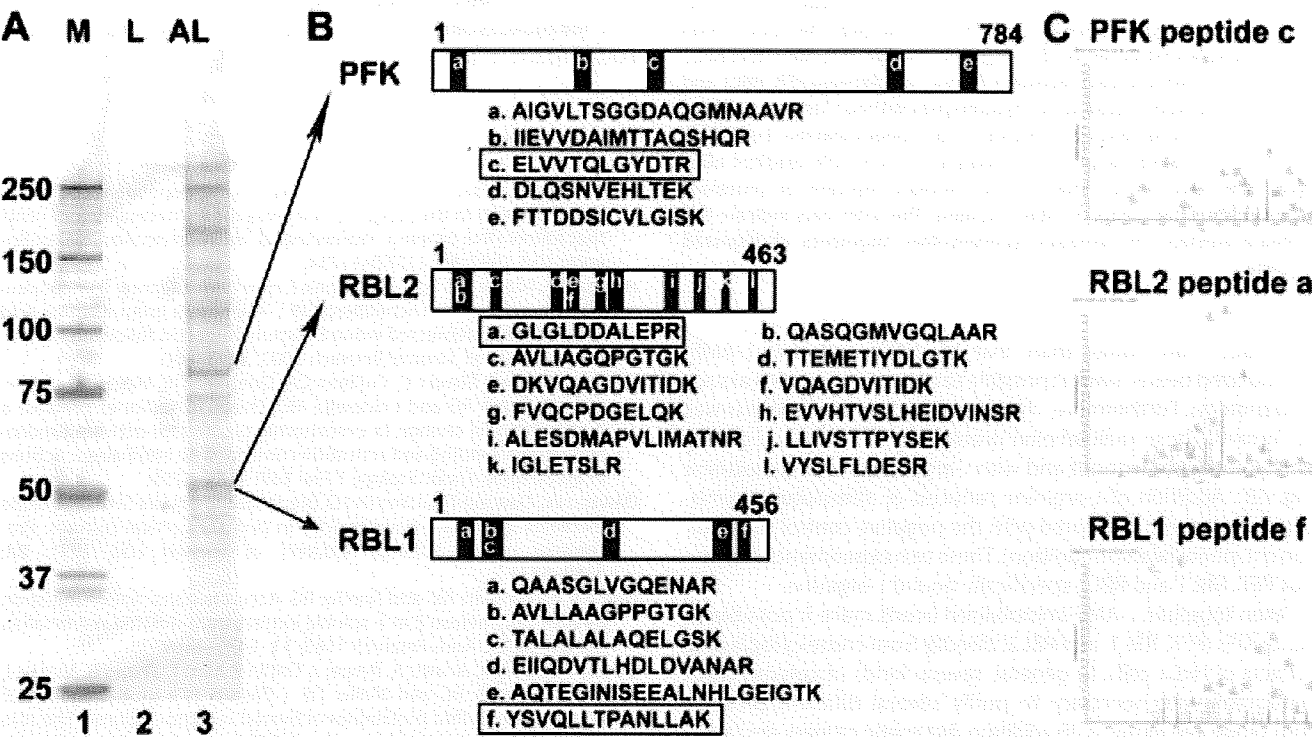 A M L AL
250
150
100
75
50
37
25
1 2 3
B
1 784
PFK
a b c d e
a. AIGVLTSGGDAQGMNAAVR
b. IIEVVDAIMTTAQSHQR
c. ELVVTQLGYDTR
d. DLQSNVEHLTEK
e. FTTDDSICVLGISK
1 463
RBL2
a b c d e f g h i j k l
a. GLGLDDALEPR b. QASQGMVGQLAAR
c. AVLIAGQPGTGK d. TTEMETIYDLGTK
e. DKVQAGDVITIDK f. VQAGDVITIDK
g. FVQCPDGELQK h. EVVHTVSLHEIDVINSR
i. ALESDMAPVLIMATNR j. LLIVSTTPYSEK
k. IGLETSLR l. VYSLFLDESR
1 456
RBL1
a b c d e f
a. QAASGLVGQENAR
b. AVLLAAGPPGTGK
c. TALALALAQELGSK
d. EIIQDVTLHDLDVANAR
e. AQTEGINISEEALNHLGEIGTK
f. YSVQLLTPANLLAK
C PFK peptide c
RBL2 peptide a
RBL1 peptide f